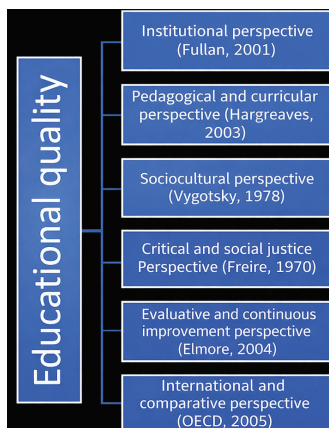 Educational quality
Institutional perspective
(Fullan, 2001)
Pedagogical and curricular
perspective (Hargreaves,
2003)
Sociocultural perspective
(Vygotsky, 1978)
Critical and social justice
Perspective (Freire, 1970)
Evaluative and continuous
improvement perspective
(Elmore, 2004)
International and
comparative perspective
(OECD, 2005)